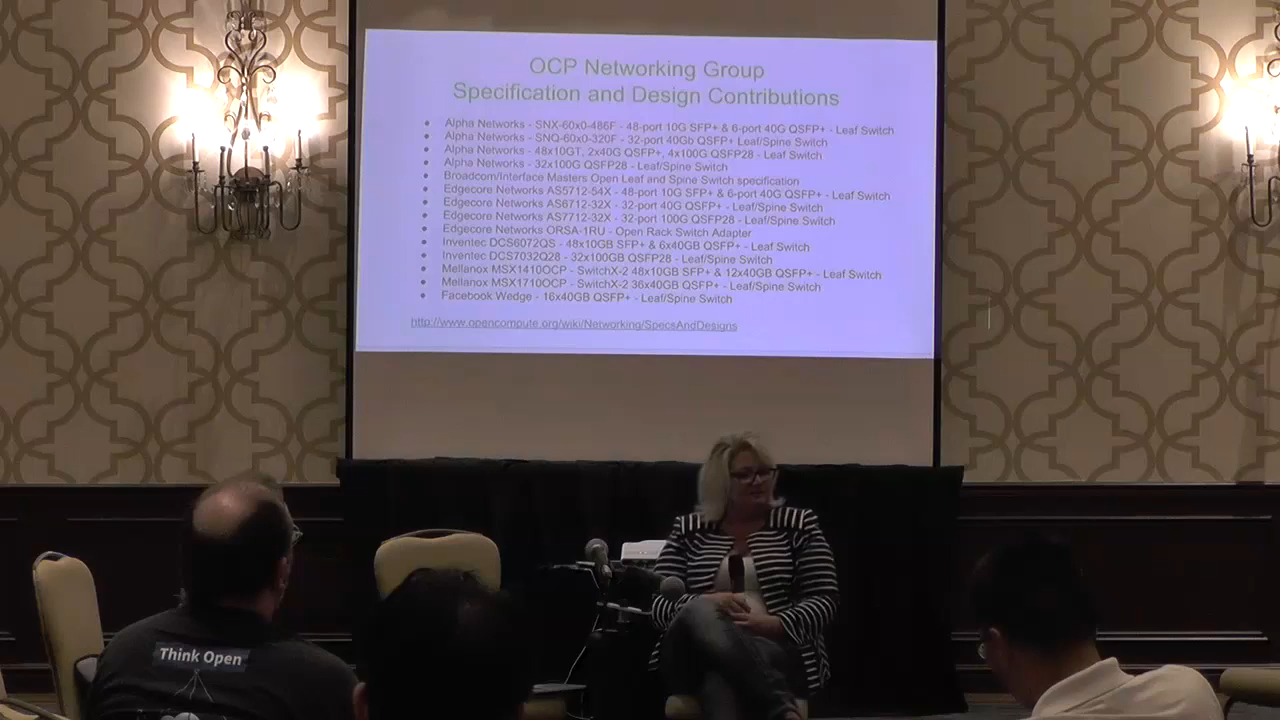 OCP Networking Group
Specification and Design Contributions
• Alpha Networks - SNX-60x0-486F - 48-port 10G SFP+ & 6-port 40G QSFP+ - Leaf Switch
• Alpha Networks - SNQ-60x0-320F - 32-port 40Gb QSFP+ Leaf/Spine Switch
• Alpha Networks - 48x10GT, 2x40G QSFP+, 4x100G QSFP28 - Leaf Switch
• Alpha Networks - 32x100G QSFP28 - Leaf/Spine Switch
• Broadcom/Interface Masters Open Leaf and Spine Switch specification
• Edgecore Networks AS5712-54X - 48-port 10G SFP+ & 6-port 40G QSFP+ - Leaf Switch
• Edgecore Networks AS6712-32X - 32-port 40G QSFP+ - Leaf/Spine Switch
• Edgecore Networks AS7712-32X - 32-port 100G QSFP28 - Leaf/Spine Switch
• Edgecore Networks ORSA-1RU - Open Rack Switch Adapter
• Inventec DCS6072QS - 48x10GB SFP+ & 6x40GB QSFP+ - Leaf Switch
• Inventec DCS7032Q28 - 32x100GB QSFP28 - Leaf/Spine Switch
• Mellanox MSX1410OCP - SwitchX-2 48x10GB SFP+ & 12x40GB QSFP+ - Leaf Switch
• Mellanox MSX1710OCP - SwitchX-2 36x40GB QSFP+ - Leaf/Spine Switch
• Facebook Wedge - 16x40GB QSFP+ - Leaf/Spine Switch
http://www.opencompute.org/wiki/Networking/SpecsAndDesigns
Think Open